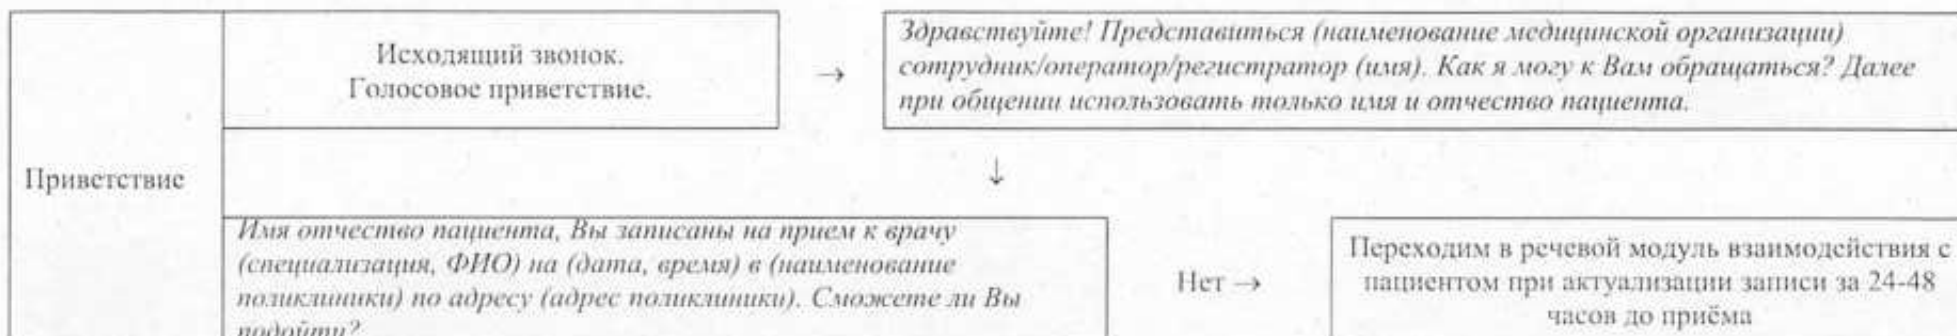 Исходящий звонок.
Голосовое приветствие.
→
Здравствуйте! Представиться (наименование медицинской организации)
сотрудник/оператор/регистратор (имя). Как я могу к Вам обращаться? Далее
при общении использовать только имя и отчество пациента.
Приветствие
↓
Имя отчество пациента, Вы записаны на прием к врачу
(специализация, ФИО) на (дата, время) в (наименование
поликлиники) по адресу (адрес поликлиники). Сможете ли Вы
подойти?
Нет →
Переходим в речевой модуль взаимодействия с
пациентом при актуализации записи за 24-48
часов до приёма